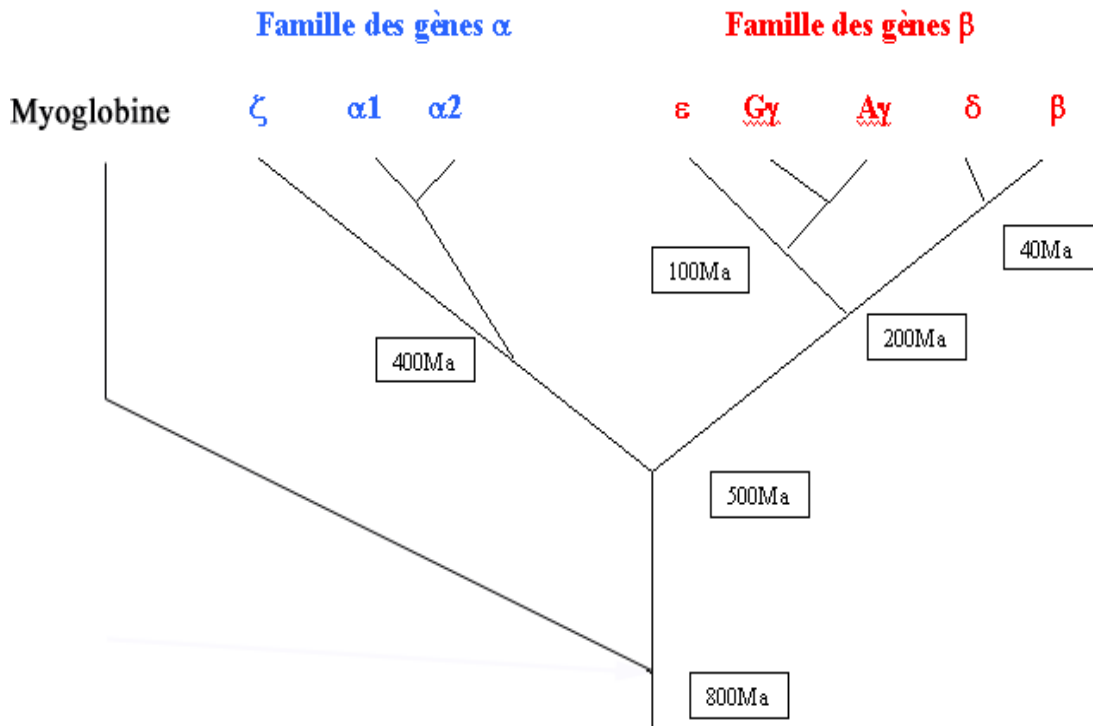 Famille des gènes α
Famille des gènes β
Myoglobine
ζ
α1
α2
ε
Gγ
Aγ
δ
β
100Ma
40Ma
200Ma
400Ma
500Ma
800Ma